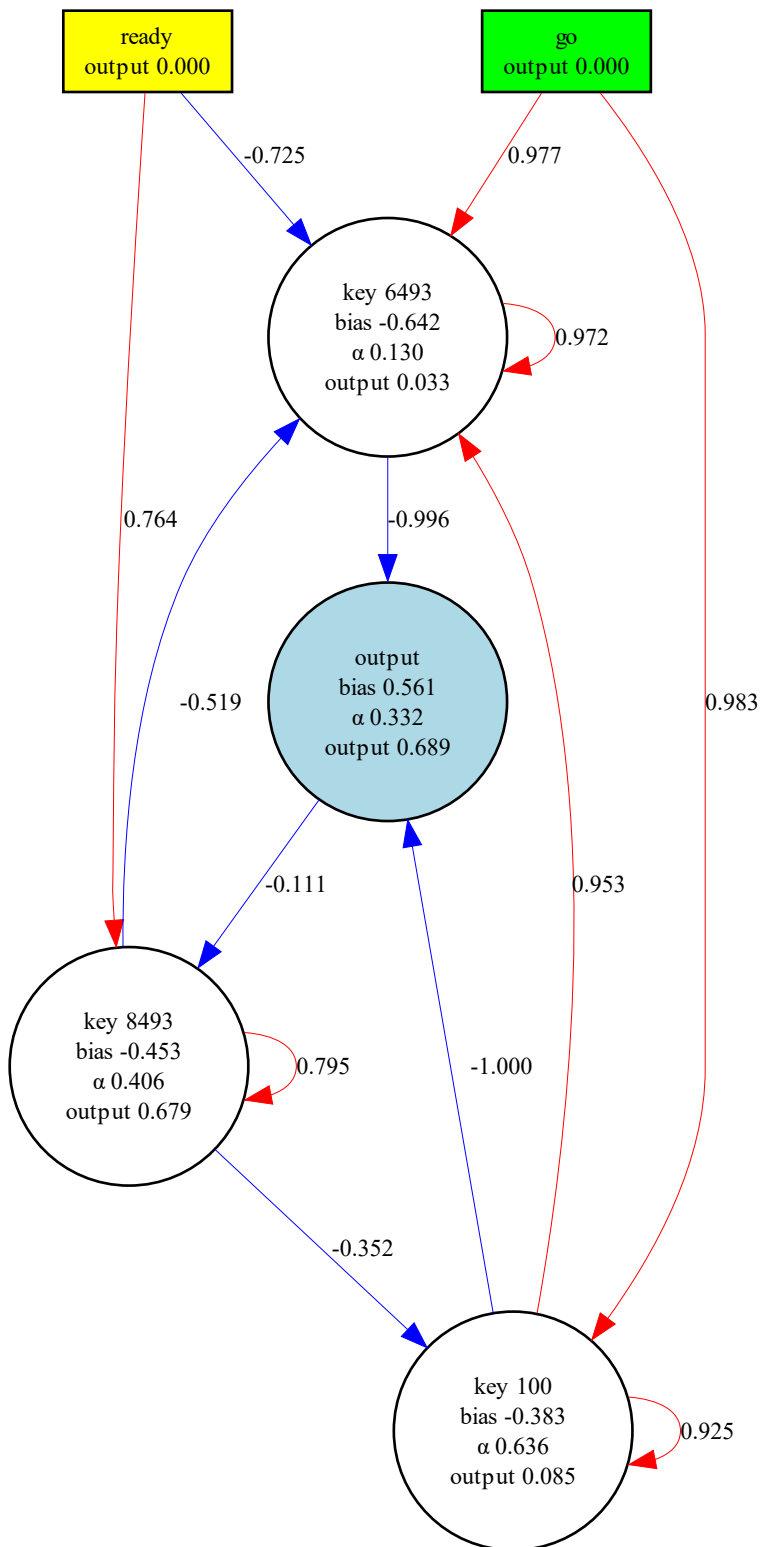 ready
output 0.000
go
output 0.000
-0.725
0.977
key 6493
bias -0.642
α 0.130
output 0.033
0.972
0.764
-0.996
-0.519
output
bias 0.561
α 0.332
output 0.689
0.983
-0.111
0.953
key 8493
bias -0.453
α 0.406
output 0.679
0.795
-1.000
-0.352
key 100
bias -0.383
α 0.636
output 0.085
0.925